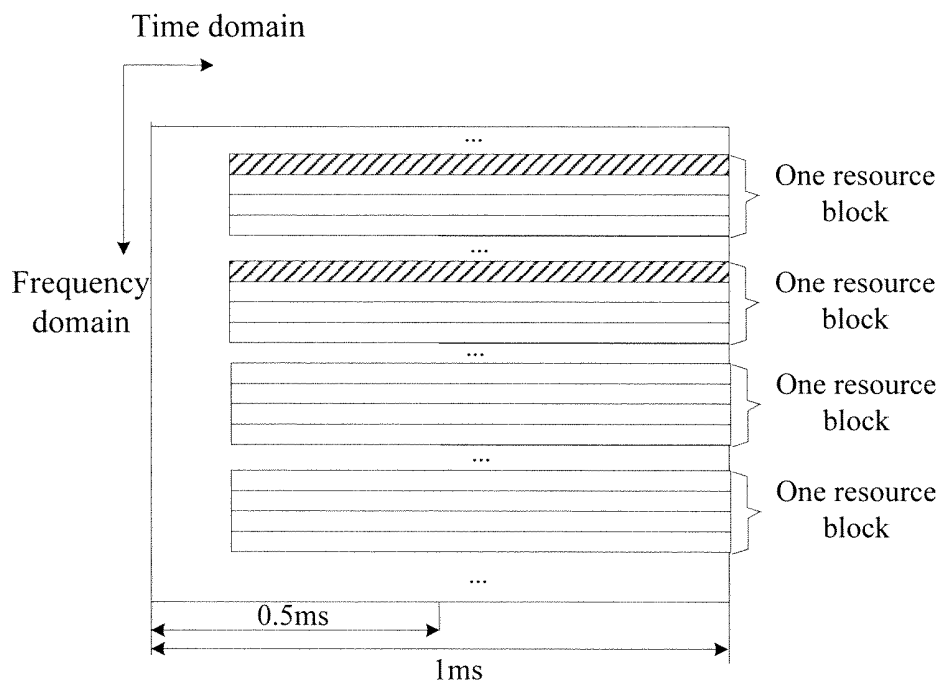 Time domain
...
One resource
block
...
Frequency
domain
One resource
block
...
One resource
block
...
One resource
block
...
0.5ms
1ms